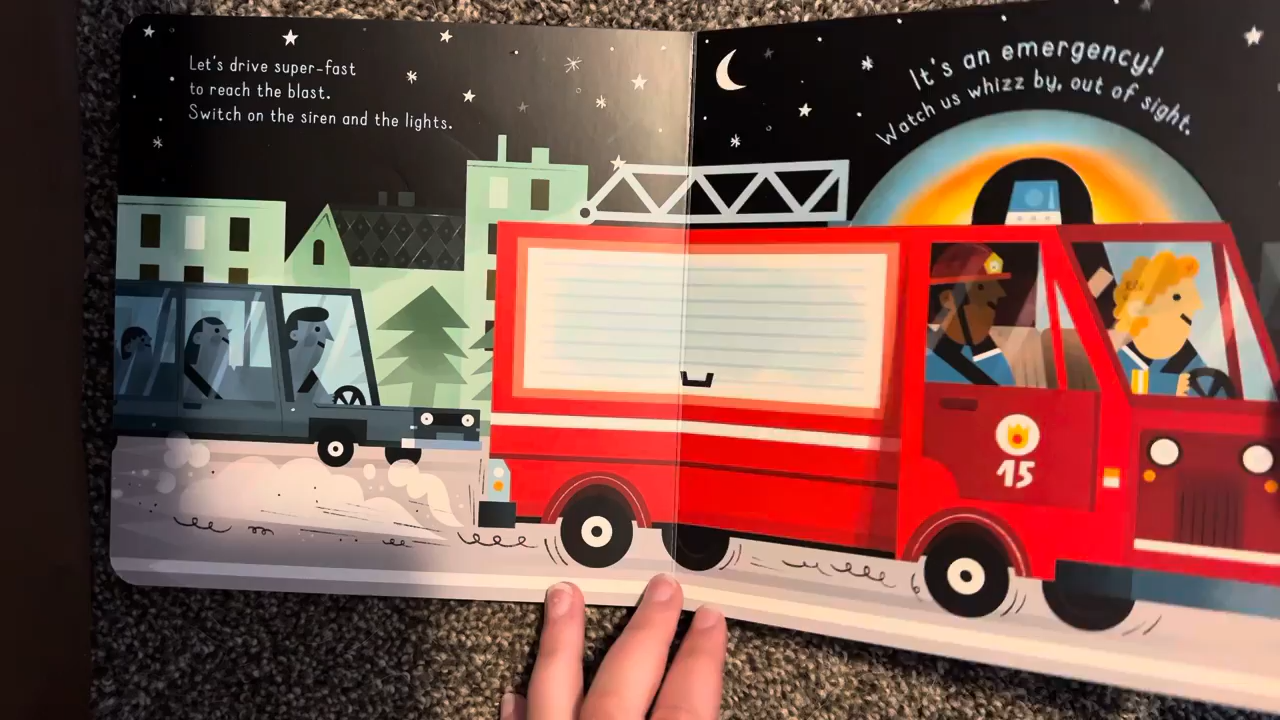 Let's drive super-fast
to reach the blast.
Switch on the siren and the lights.
It's an emergency!
Watch us whizz by, out of sight.
15